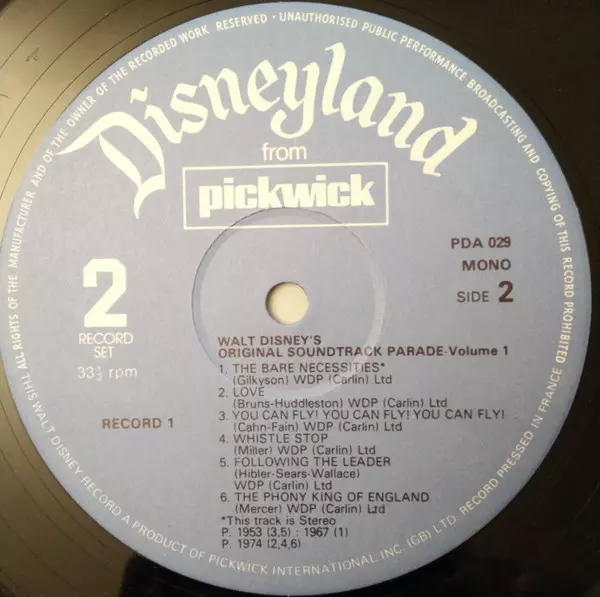 ALL RIGHTS OF THE MANUFACTURER AND OF THE OWNER OF THE RECORDED WORK RESERVED - UNAUTHORISED PUBLIC PERFORMANCE BROADCASTING AND COPYING OF THIS RECORD PROHIBITED
Disneyland
from
pickwick
PDA 029
MONO
SIDE 2
2
RECORD
SET
33⅓ rpm
RECORD 1
WALT DISNEY'S
ORIGINAL SOUNDTRACK PARADE-Volume 1
1. THE BARE NECESSITIES*
(Gilkyson) WDP (Carlin) Ltd
2. LOVE
(Bruns-Huddleston) WDP (Carlin) Ltd
3. YOU CAN FLY! YOU CAN FLY! YOU CAN FLY!
(Cahn-Fain) WDP (Carlin) Ltd
4. WHISTLE STOP
(Miller) WDP (Carlin) Ltd
5. FOLLOWING THE LEADER
(Hibler-Sears-Wallace)
WDP (Carlin) Ltd
6. THE PHONY KING OF ENGLAND
(Mercer) WDP (Carlin) Ltd
*This track is Stereo
P. 1953 (3,5) : 1967 (1)
P. 1974 (2,4,6)
THIS WALT DISNEY RECORD A PRODUCT OF PICKWICK INTERNATIONAL INC. (GB) LTD. RECORD PRESSED IN FRANCE